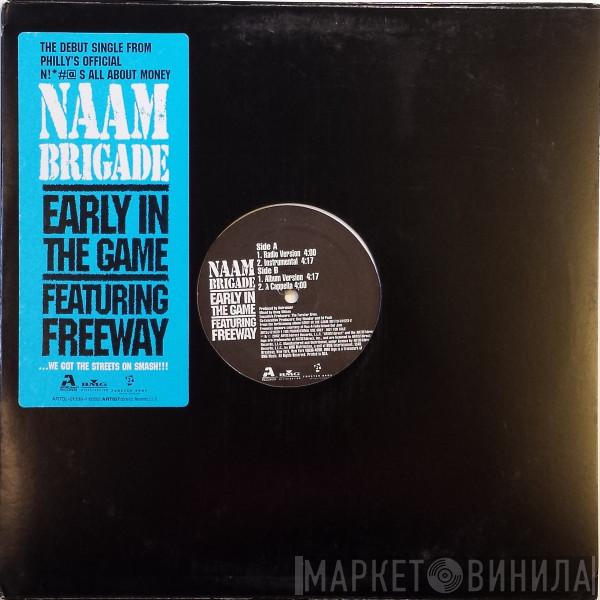 THE DEBUT SINGLE FROM
PHILLY'S OFFICIAL
N!*#@ S ALL ABOUT MONEY
NAAM
BRIGADE
EARLY IN
THE GAME
FEATURING
FREEWAY
...WE GOT THE STREETS ON SMASH!!!
BMG
Side A
1. Radio Version 4:00
2. Instrumental 4:17
Side B
1. Album Version 4:17
2. A Cappella 4:00
NAAM
BRIGADE
EARLY IN
THE GAME
FEATURING
FREEWAY
BMG
МАРКЕТ ВИНИЛА